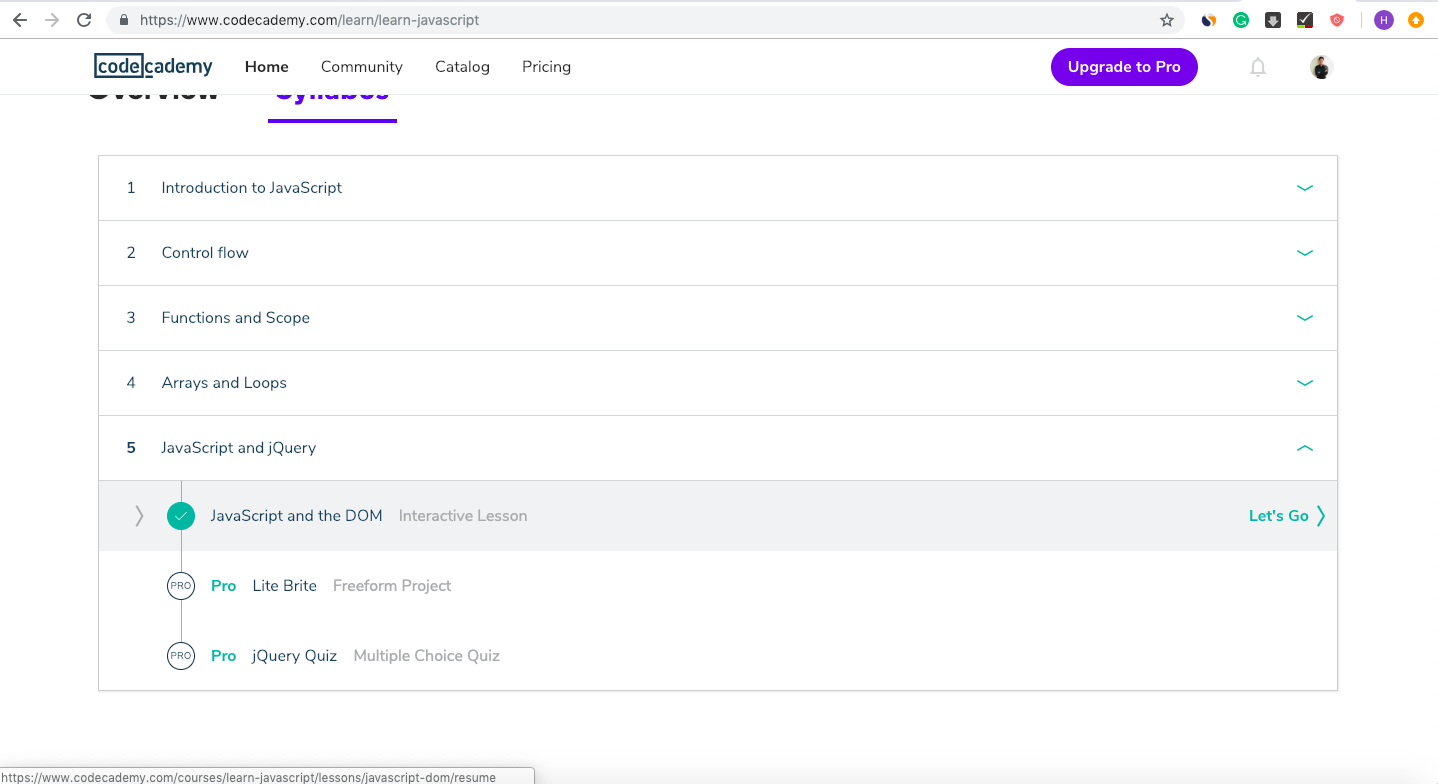 https://www.codecademy.com/learn/learn-javascript
H
codecademy Home Community Catalog Pricing Upgrade to Pro
Overview Syllabus
1 Introduction to JavaScript
2 Control flow
3 Functions and Scope
4 Arrays and Loops
5 JavaScript and jQuery
JavaScript and the DOM Interactive Lesson Let's Go
PRO Pro Lite Brite Freeform Project
PRO Pro jQuery Quiz Multiple Choice Quiz
https://www.codecademy.com/courses/learn-javascript/lessons/javascript-dom/resume